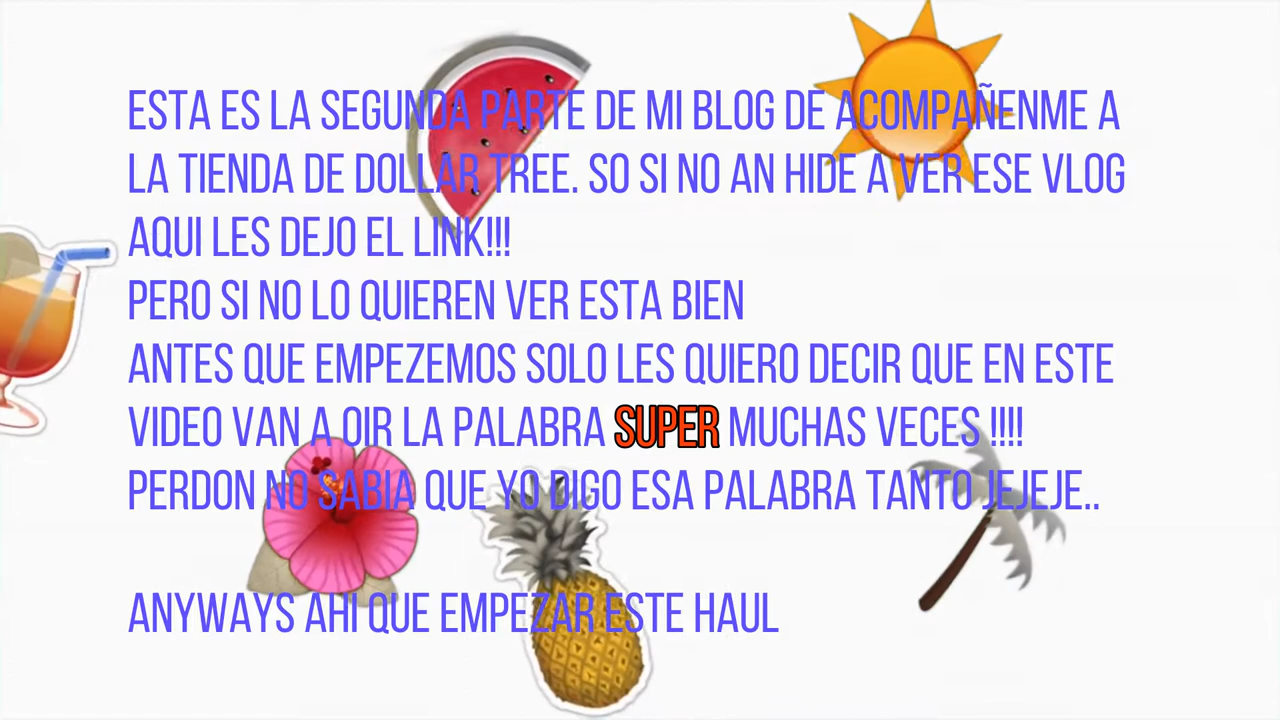 ESTA ES LA SEGUNDA PARTE DE MI BLOG DE ACOMPAÑENME A
LA TIENDA DE DOLLAR TREE. SO SI NO AN HIDE A VER ESE VLOG
AQUI LES DEJO EL LINK!!!
PERO SI NO LO QUIEREN VER ESTA BIEN
ANTES QUE EMPEZEMOS SOLO LES QUIERO DECIR QUE EN ESTE
VIDEO VAN A OIR LA PALABRA SUPER MUCHAS VECES !!!!
PERDON NO SABIA QUE YO DIGO ESA PALABRA TANTO JEJEJE..
ANYWAYS AHI QUE EMPEZAR ESTE HAUL